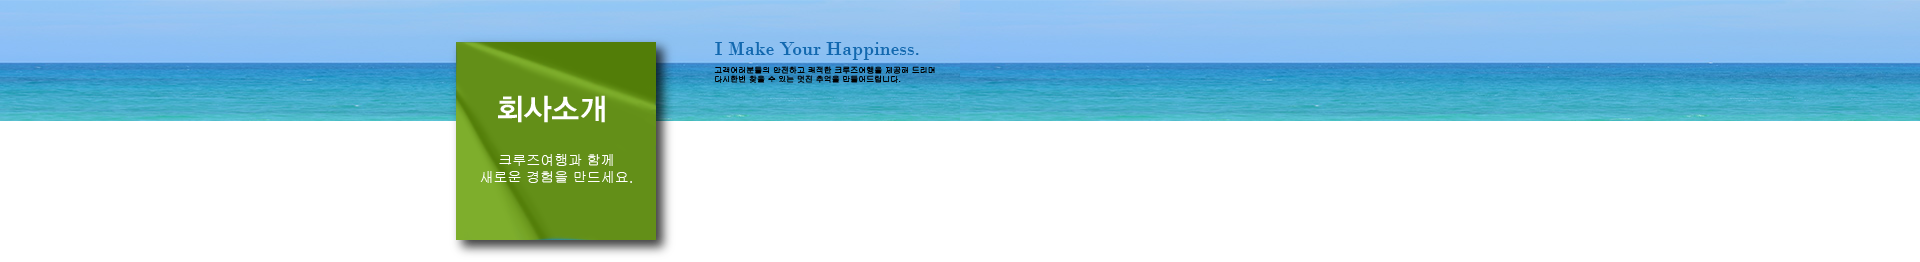 회사소개
크루즈여행과 함께
새로운 경험을 만드세요.
I Make Your Happiness.
고객여러분들의 안전하고 쾌적한 크루즈여행을 제공해 드리며
다시한번 찾을 수 있는 멋진 추억을 만들어드립니다.